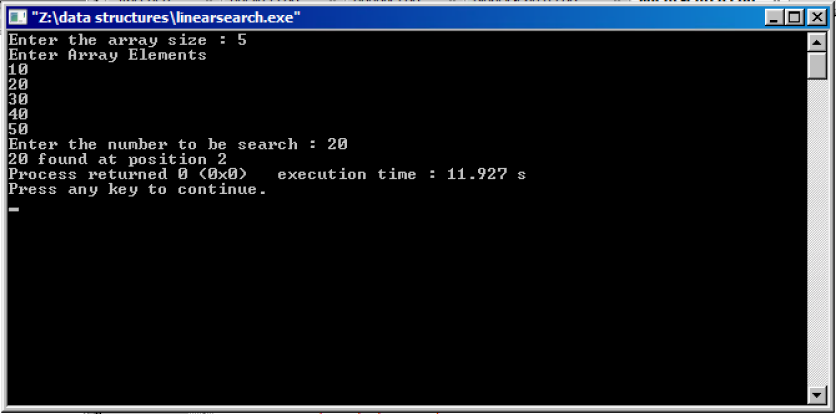 "Z:\data structures\linearsearch.exe"
Enter the array size : 5
Enter Array Elements
10
20
30
40
50
Enter the number to be search : 20
20 found at position 2
Process returned 0 (0x0)   execution time : 11.927 s
Press any key to continue.